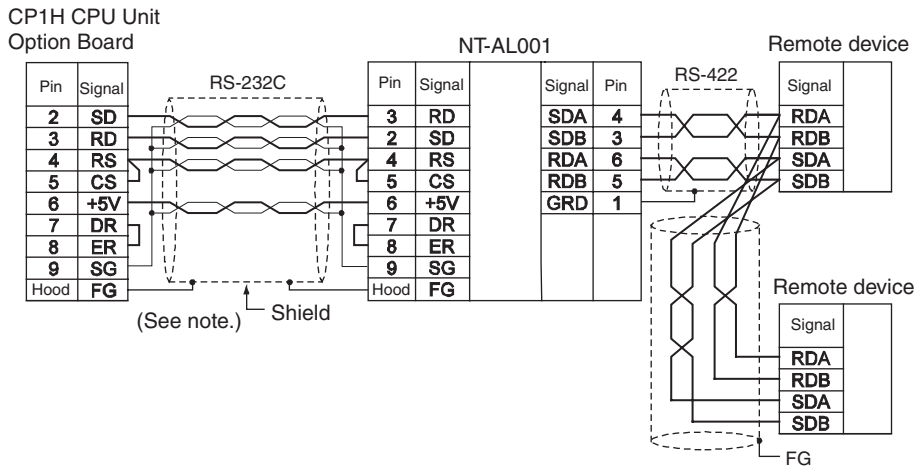 CP1H CPU Unit
Option Board
NT-AL001
Remote device
Pin Signal
RS-232C
Pin Signal
Signal Pin
RS-422
Signal
2 SD
3 RD
4 RS
5 CS
6 +5V
7 DR
8 ER
9 SG
Hood FG
3 RD
2 SD
4 RS
5 CS
6 +5V
7 DR
8 ER
9 SG
Hood FG
SDA 4
SDB 3
RDA 6
RDB 5
GRD 1
RDA
RDB
SDA
SDB
(See note.)
Shield
Remote device
Signal
RDA
RDB
SDA
SDB
FG